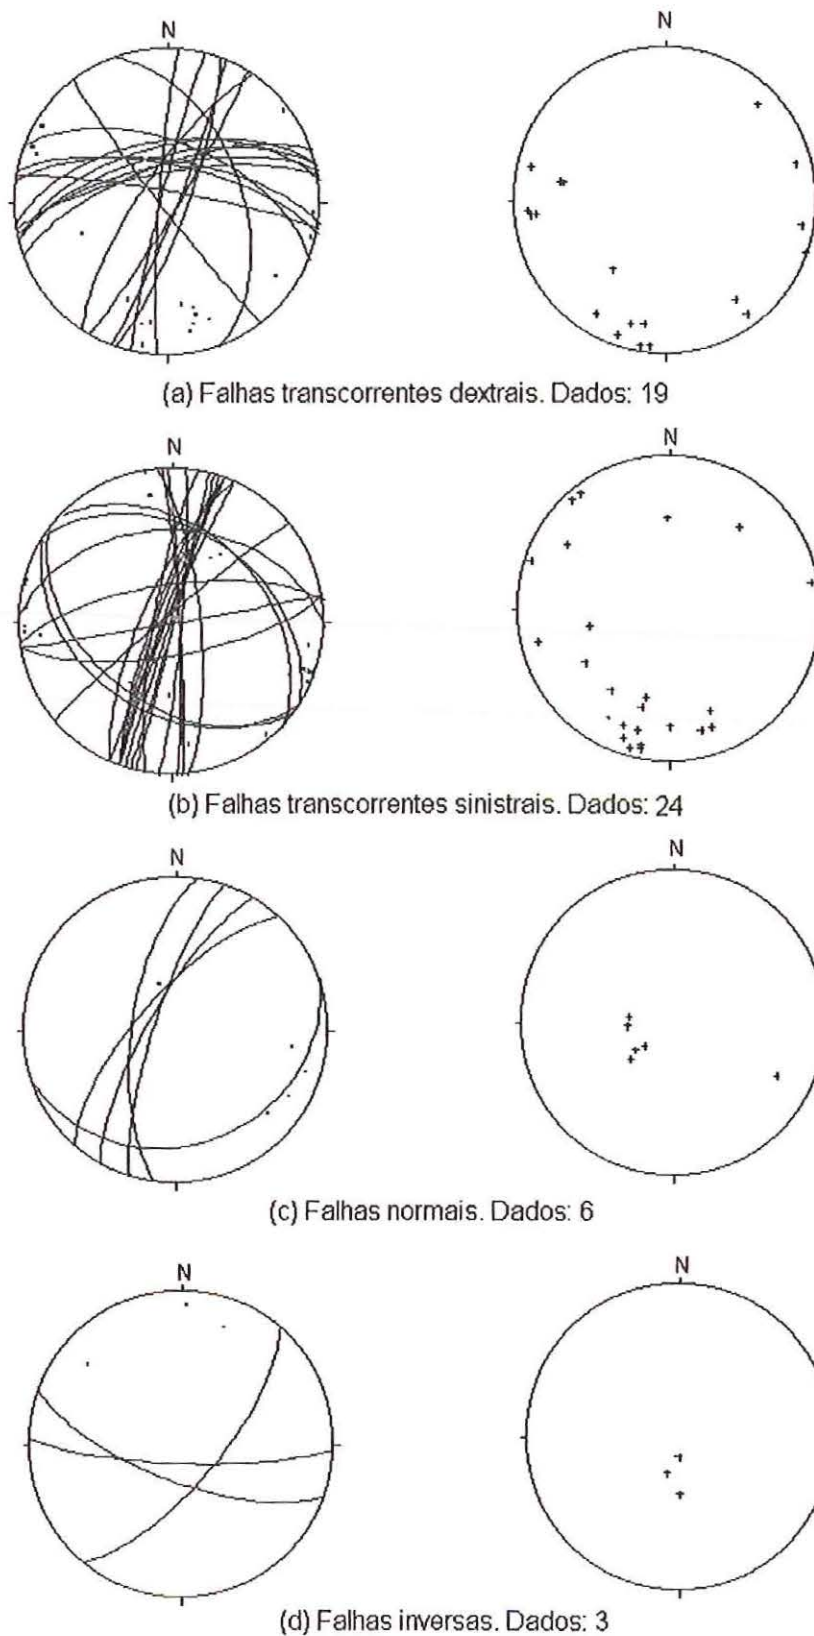 N
N
(a) Falhas transcorrentes dextrais. Dados: 19
N
N
(b) Falhas transcorrentes sinistrais. Dados: 24
N
N
(c) Falhas normais. Dados: 6
N
N
(d) Falhas inversas. Dados: 3